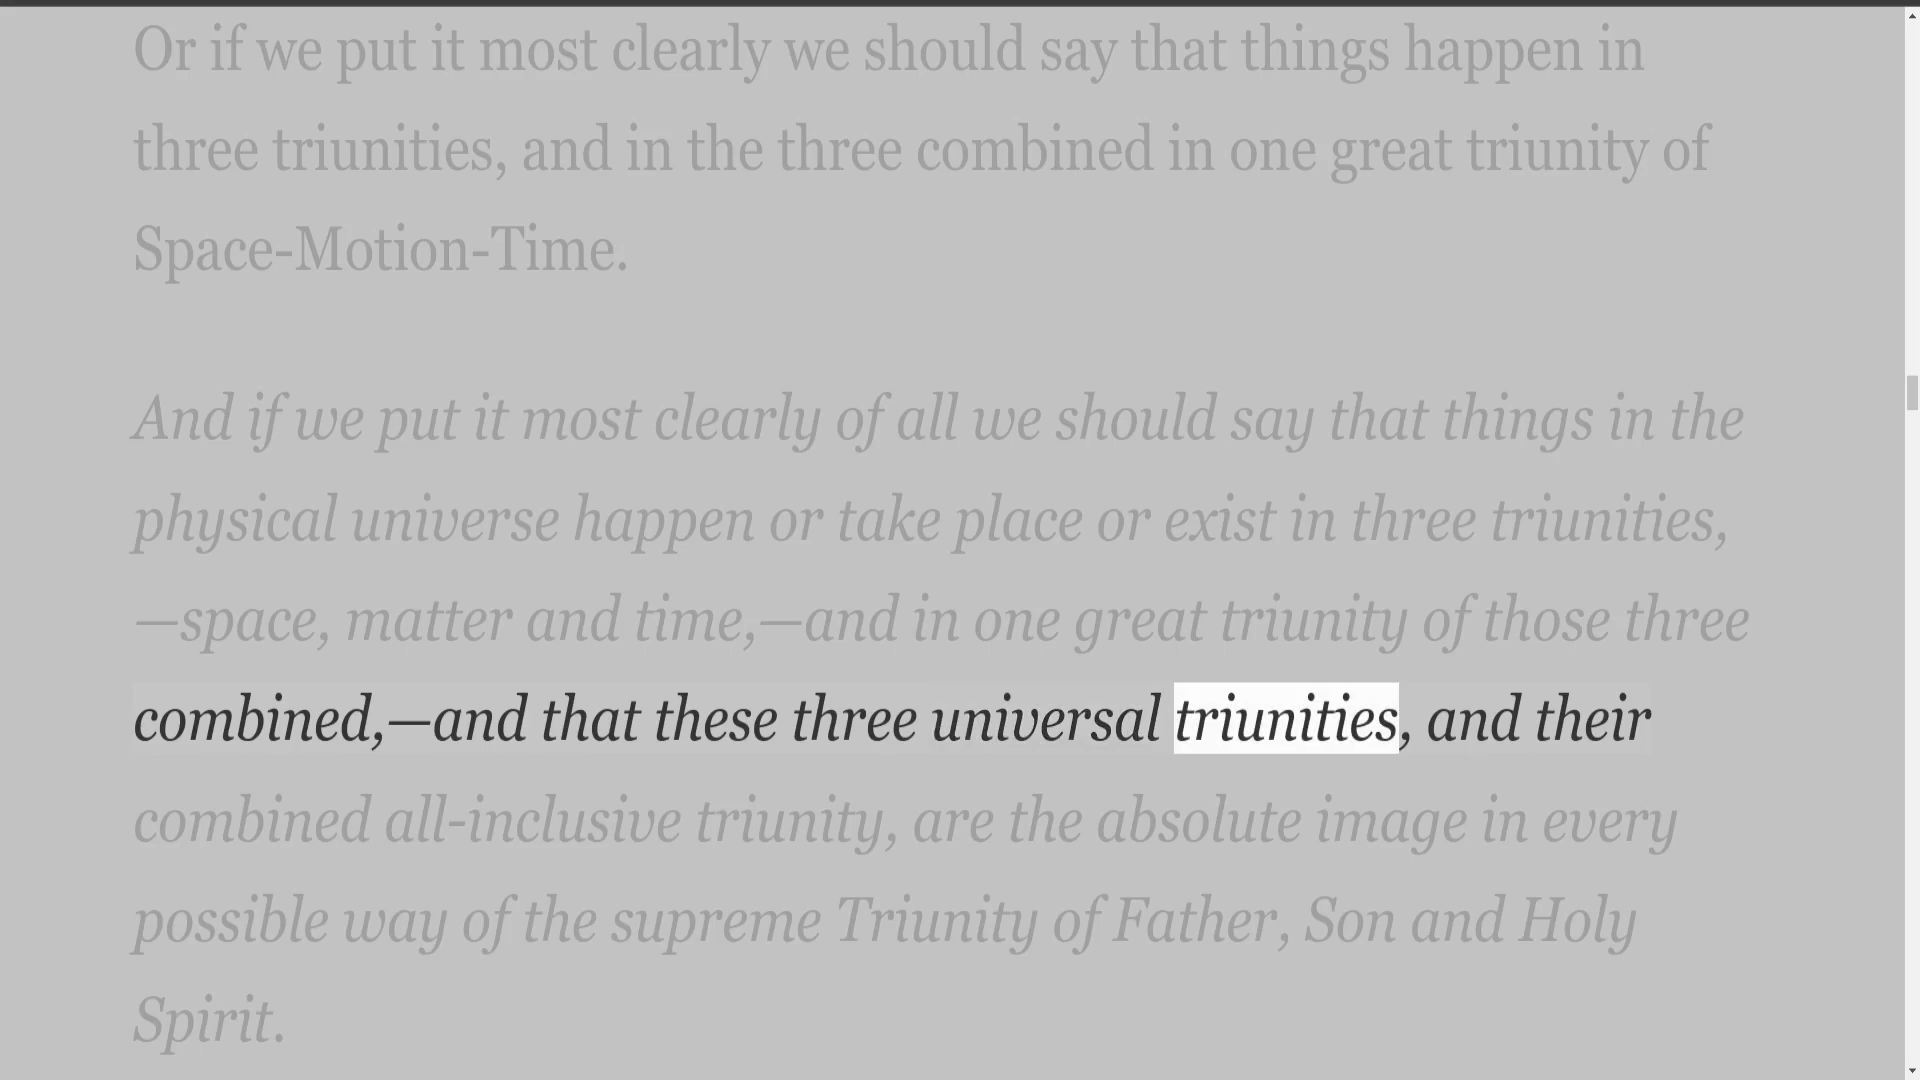 Or if we put it most clearly we should say that things happen in
three triunities, and in the three combined in one great triunity of
Space-Motion-Time.
And if we put it most clearly of all we should say that things in the
physical universe happen or take place or exist in three triunities,
—space, matter and time,—and in one great triunity of those three
combined,—and that these three universal triunities, and their
combined all-inclusive triunity, are the absolute image in every
possible way of the supreme Triunity of Father, Son and Holy
Spirit.